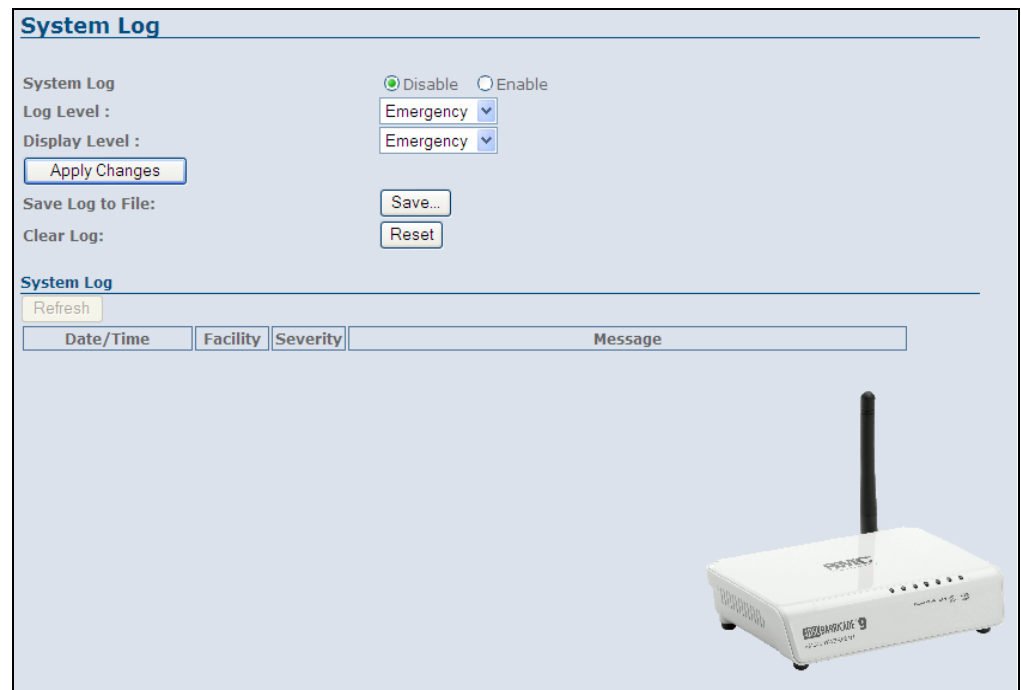 System Log
System Log Disable Enable
Log Level : Emergency
Display Level : Emergency
Apply Changes
Save Log to File: Save...
Clear Log: Reset
System Log
Refresh
Date/Time Facility Severity Message
SMC
BARRICADE 9